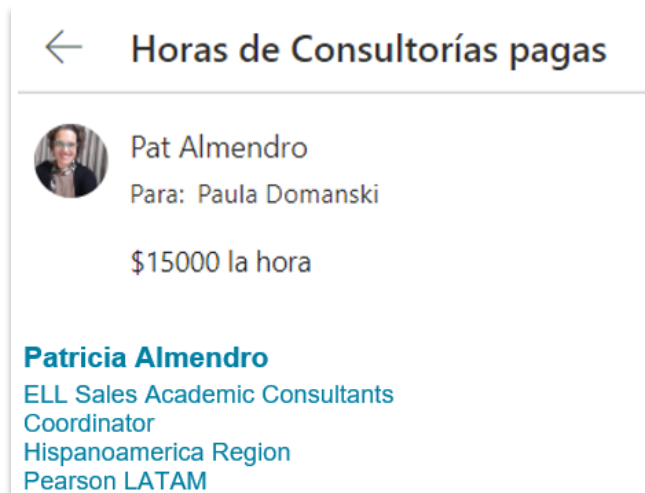 Horas de Consultorías pagas
Pat Almendro
Para: Paula Domanski
$15000 la hora
Patricia Almendro
ELL Sales Academic Consultants
Coordinator
Hispanoamerica Region
Pearson LATAM